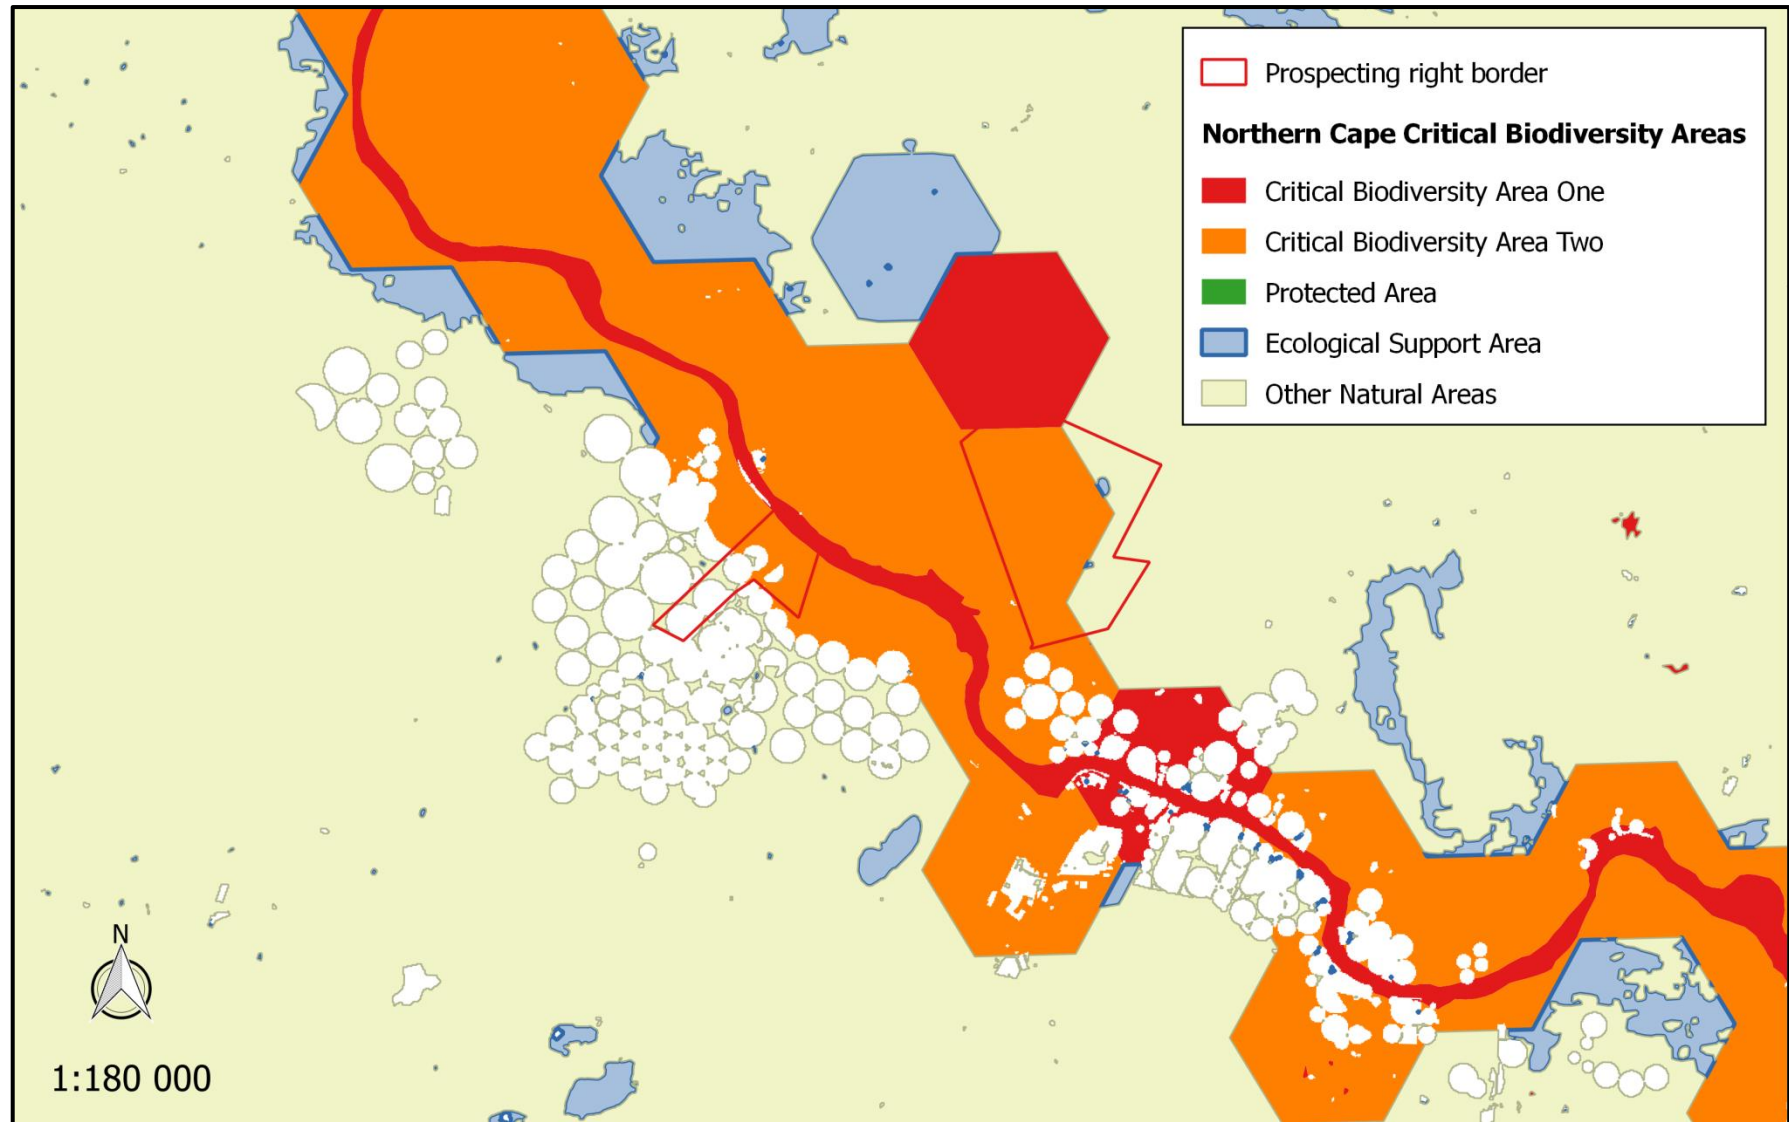 Prospecting right border
Northern Cape Critical Biodiversity Areas
Critical Biodiversity Area One
Critical Biodiversity Area Two
Protected Area
Ecological Support Area
Other Natural Areas
N
1:180 000